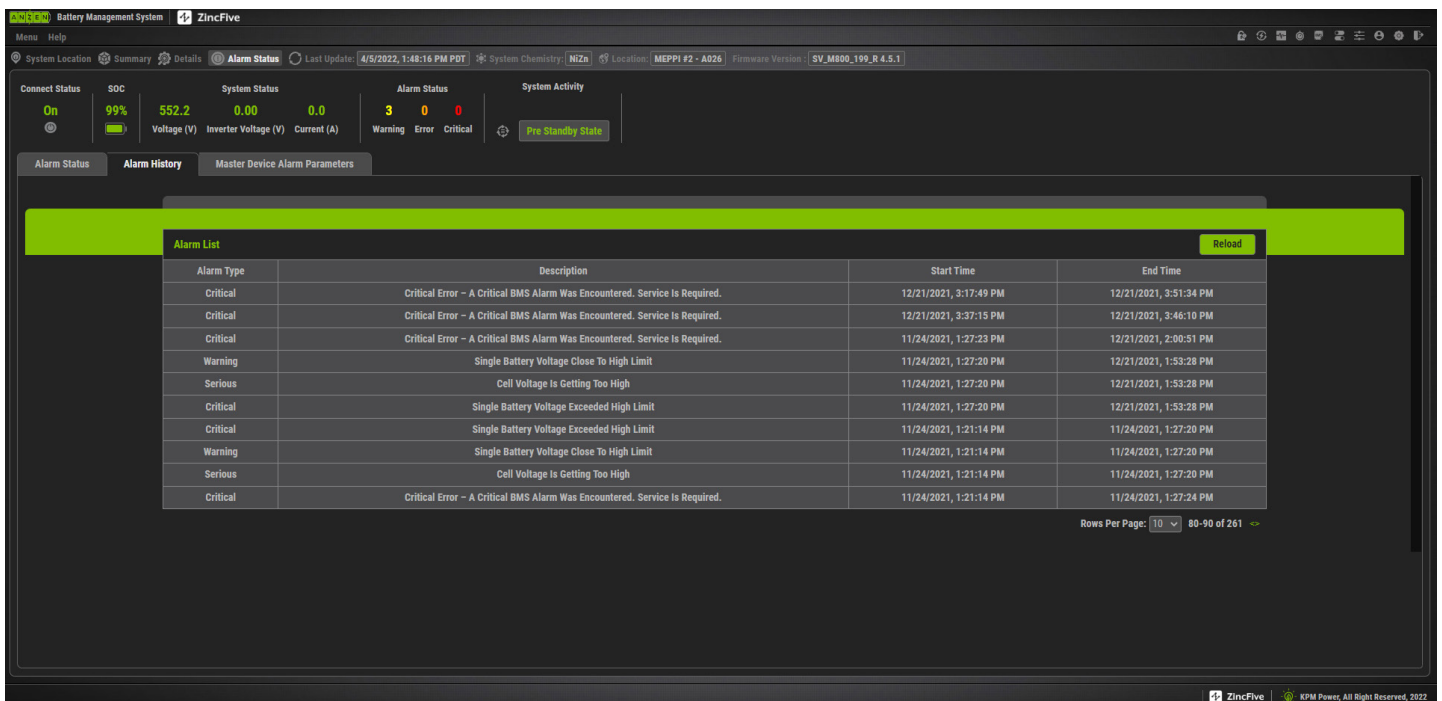 ANZEN Battery Management System ZincFive
Menu Help
System Location Summary Details Alarm Status Last Update: 4/5/2022, 1:48:16 PM PDT System Chemistry: NiZn Location: MEPPI #2 - A026 Firmware Version : SV_M800_199_R 4.5.1
Connect Status SOC System Status Alarm Status System Activity
On 99% 552.2 0.00 0.0 3 0 0
Voltage (V) Inverter Voltage (V) Current (A) Warning Error Critical Pre Standby State
Alarm Status Alarm History Master Device Alarm Parameters
Alarm List Reload
Alarm Type Description Start Time End Time
Critical Critical Error – A Critical BMS Alarm Was Encountered. Service Is Required. 12/21/2021, 3:17:49 PM 12/21/2021, 3:51:34 PM
Critical Critical Error – A Critical BMS Alarm Was Encountered. Service Is Required. 12/21/2021, 3:37:15 PM 12/21/2021, 3:46:10 PM
Critical Critical Error – A Critical BMS Alarm Was Encountered. Service Is Required. 11/24/2021, 1:27:23 PM 12/21/2021, 2:00:51 PM
Warning Single Battery Voltage Close To High Limit 11/24/2021, 1:27:20 PM 12/21/2021, 1:53:28 PM
Serious Cell Voltage Is Getting Too High 11/24/2021, 1:27:20 PM 12/21/2021, 1:53:28 PM
Critical Single Battery Voltage Exceeded High Limit 11/24/2021, 1:27:20 PM 12/21/2021, 1:53:28 PM
Critical Single Battery Voltage Exceeded High Limit 11/24/2021, 1:21:14 PM 11/24/2021, 1:27:20 PM
Warning Single Battery Voltage Close To High Limit 11/24/2021, 1:21:14 PM 11/24/2021, 1:27:20 PM
Serious Cell Voltage Is Getting Too High 11/24/2021, 1:21:14 PM 11/24/2021, 1:27:20 PM
Critical Critical Error – A Critical BMS Alarm Was Encountered. Service Is Required. 11/24/2021, 1:21:14 PM 11/24/2021, 1:27:24 PM
Rows Per Page: 10 80-90 of 261 <>
ZincFive KPM Power, All Right Reserved, 2022